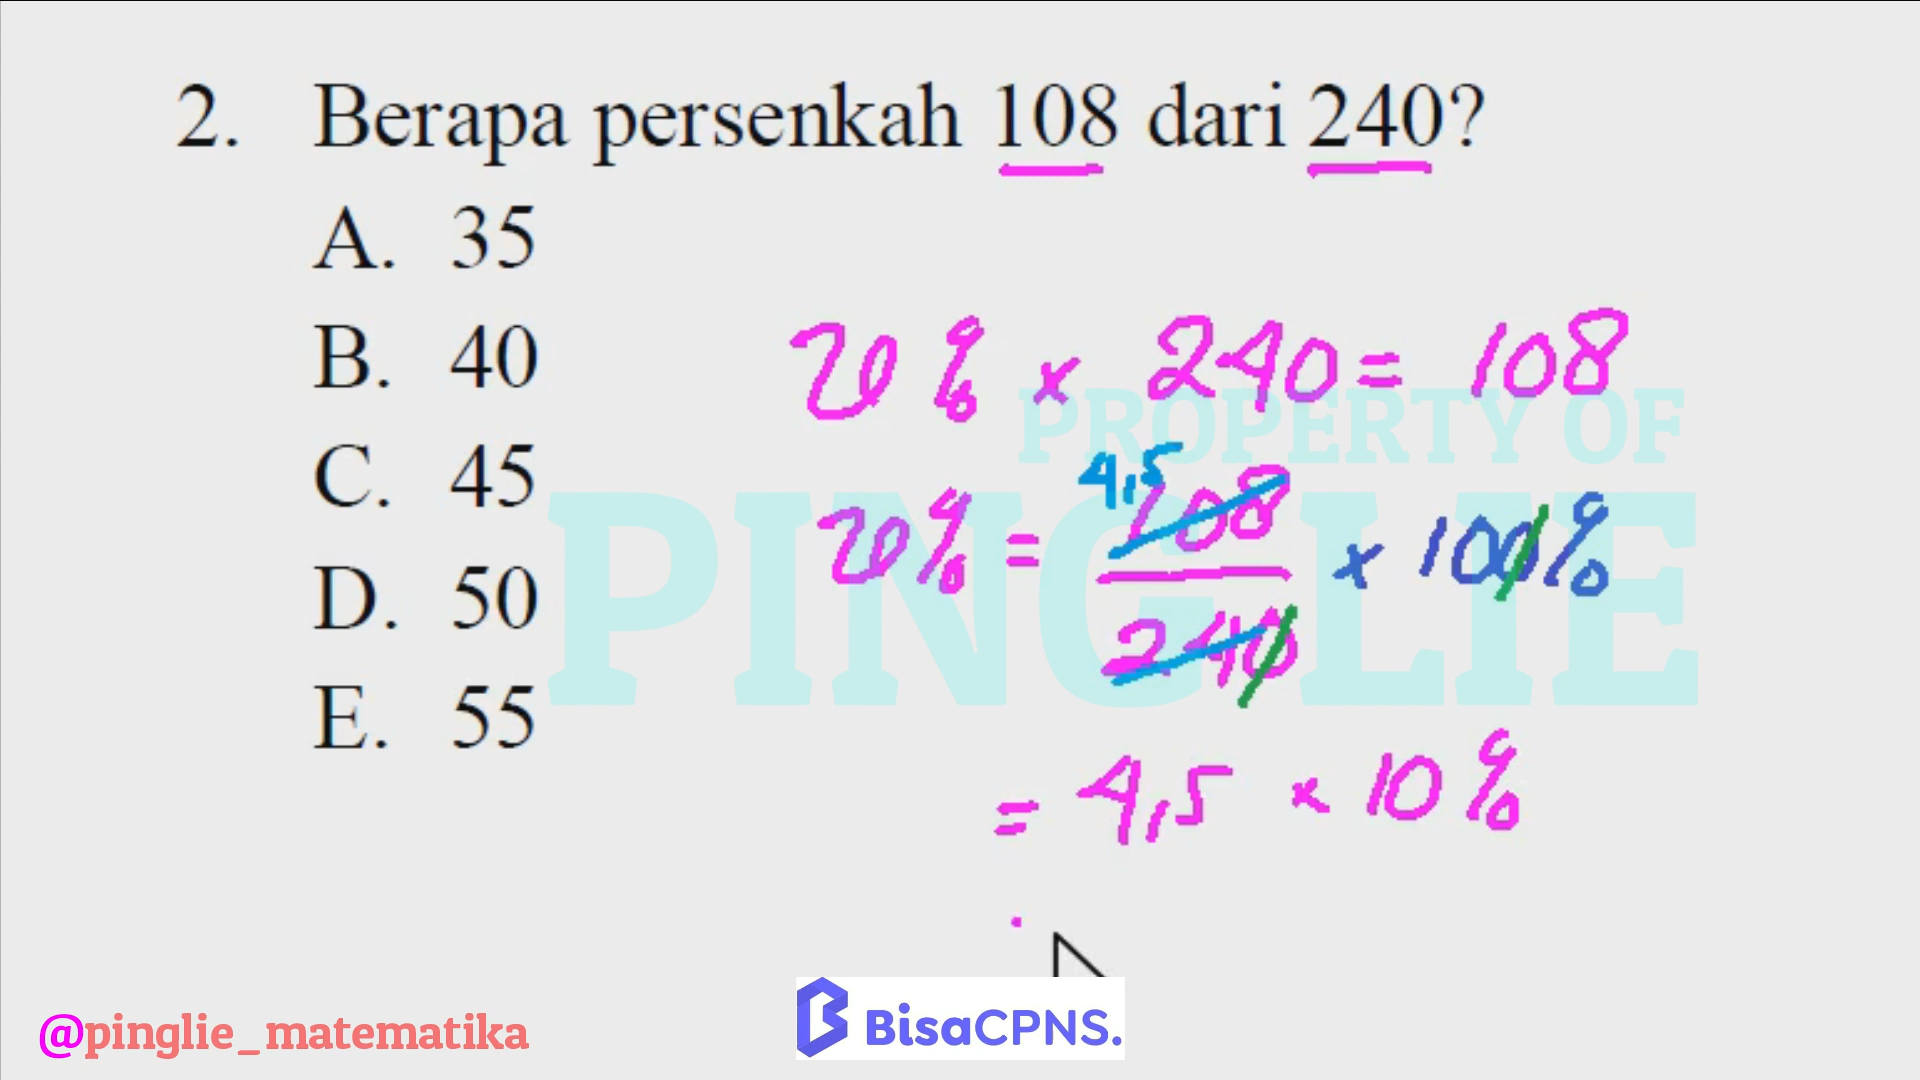 2. Berapa persenkah 108 dari 240?
A. 35
B. 40
C. 45
D. 50
E. 55
20% × 240 = 108
4,5
20% = 108/240 × 100%
= 4,5 × 10%
PROPERTY OF
PINGLIE
@pinglie_matematika
BisaCPNS.